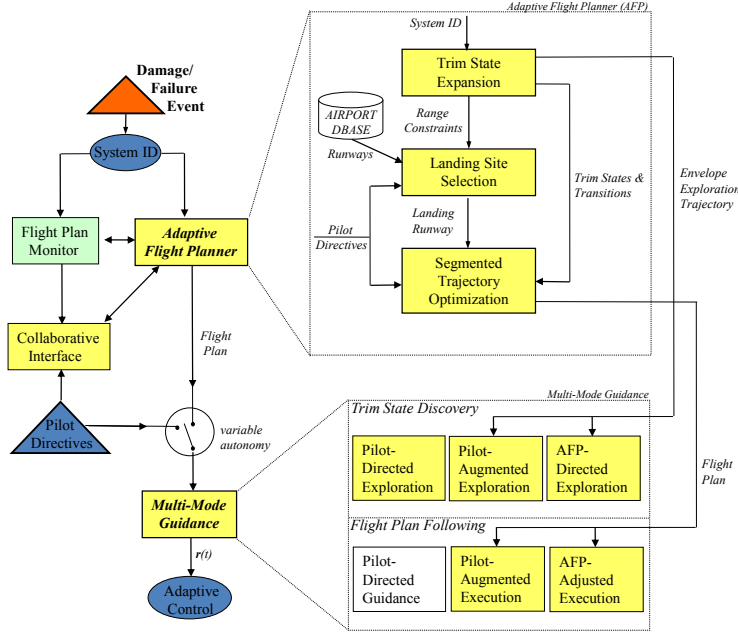 Damage/
Failure
Event
System ID
Flight Plan
Monitor
Adaptive
Flight Planner
Collaborative
Interface
Flight
Plan
Pilot
Directives
variable
autonomy
Multi-Mode
Guidance
r(t)
Adaptive
Control
Adaptive Flight Planner (AFP)
System ID
Trim State
Expansion
AIRPORT
DBASE
Range
Constraints
Runways
Landing Site
Selection
Trim States &
Transitions
Envelope
Exploration
Trajectory
Pilot
Directives
Landing
Runway
Segmented
Trajectory
Optimization
Multi-Mode Guidance
Trim State Discovery
Pilot-
Directed
Exploration
Pilot-
Augmented
Exploration
AFP-
Directed
Exploration
Flight
Plan
Flight Plan Following
Pilot-
Directed
Guidance
Pilot-
Augmented
Execution
AFP-
Adjusted
Execution